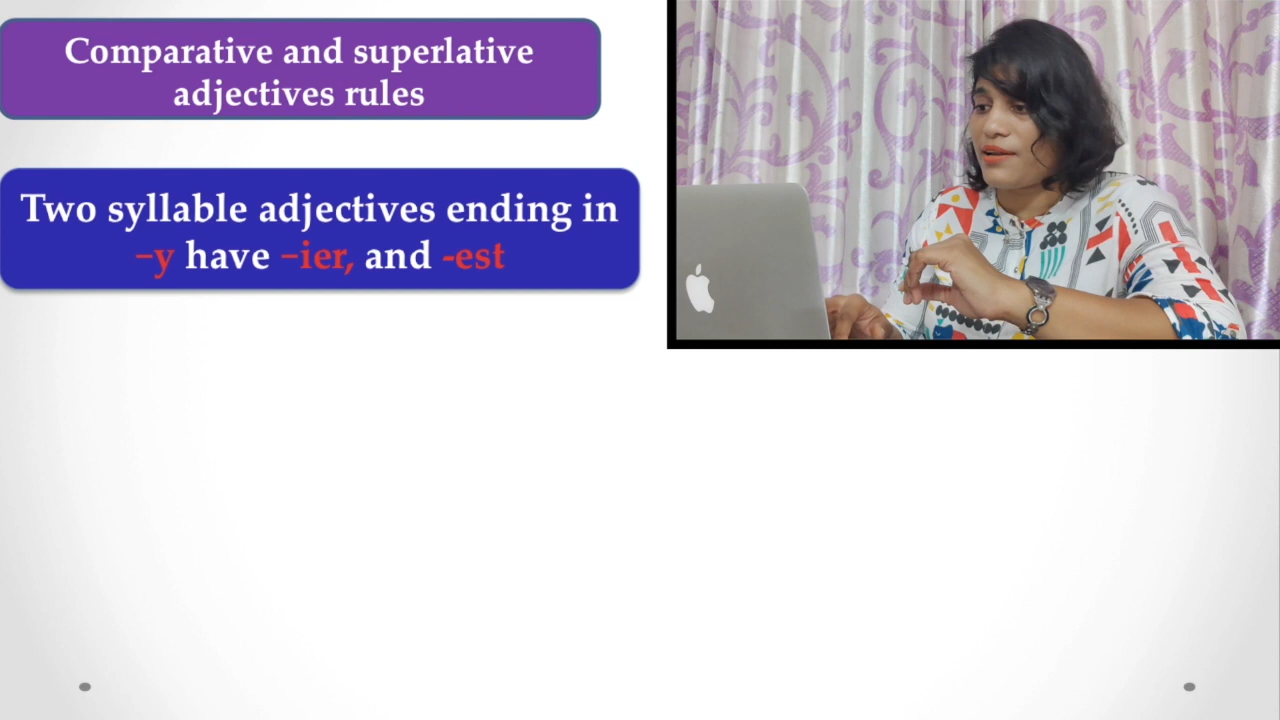 Comparative and superlative
adjectives rules
Two syllable adjectives ending in
–y have –ier, and -est